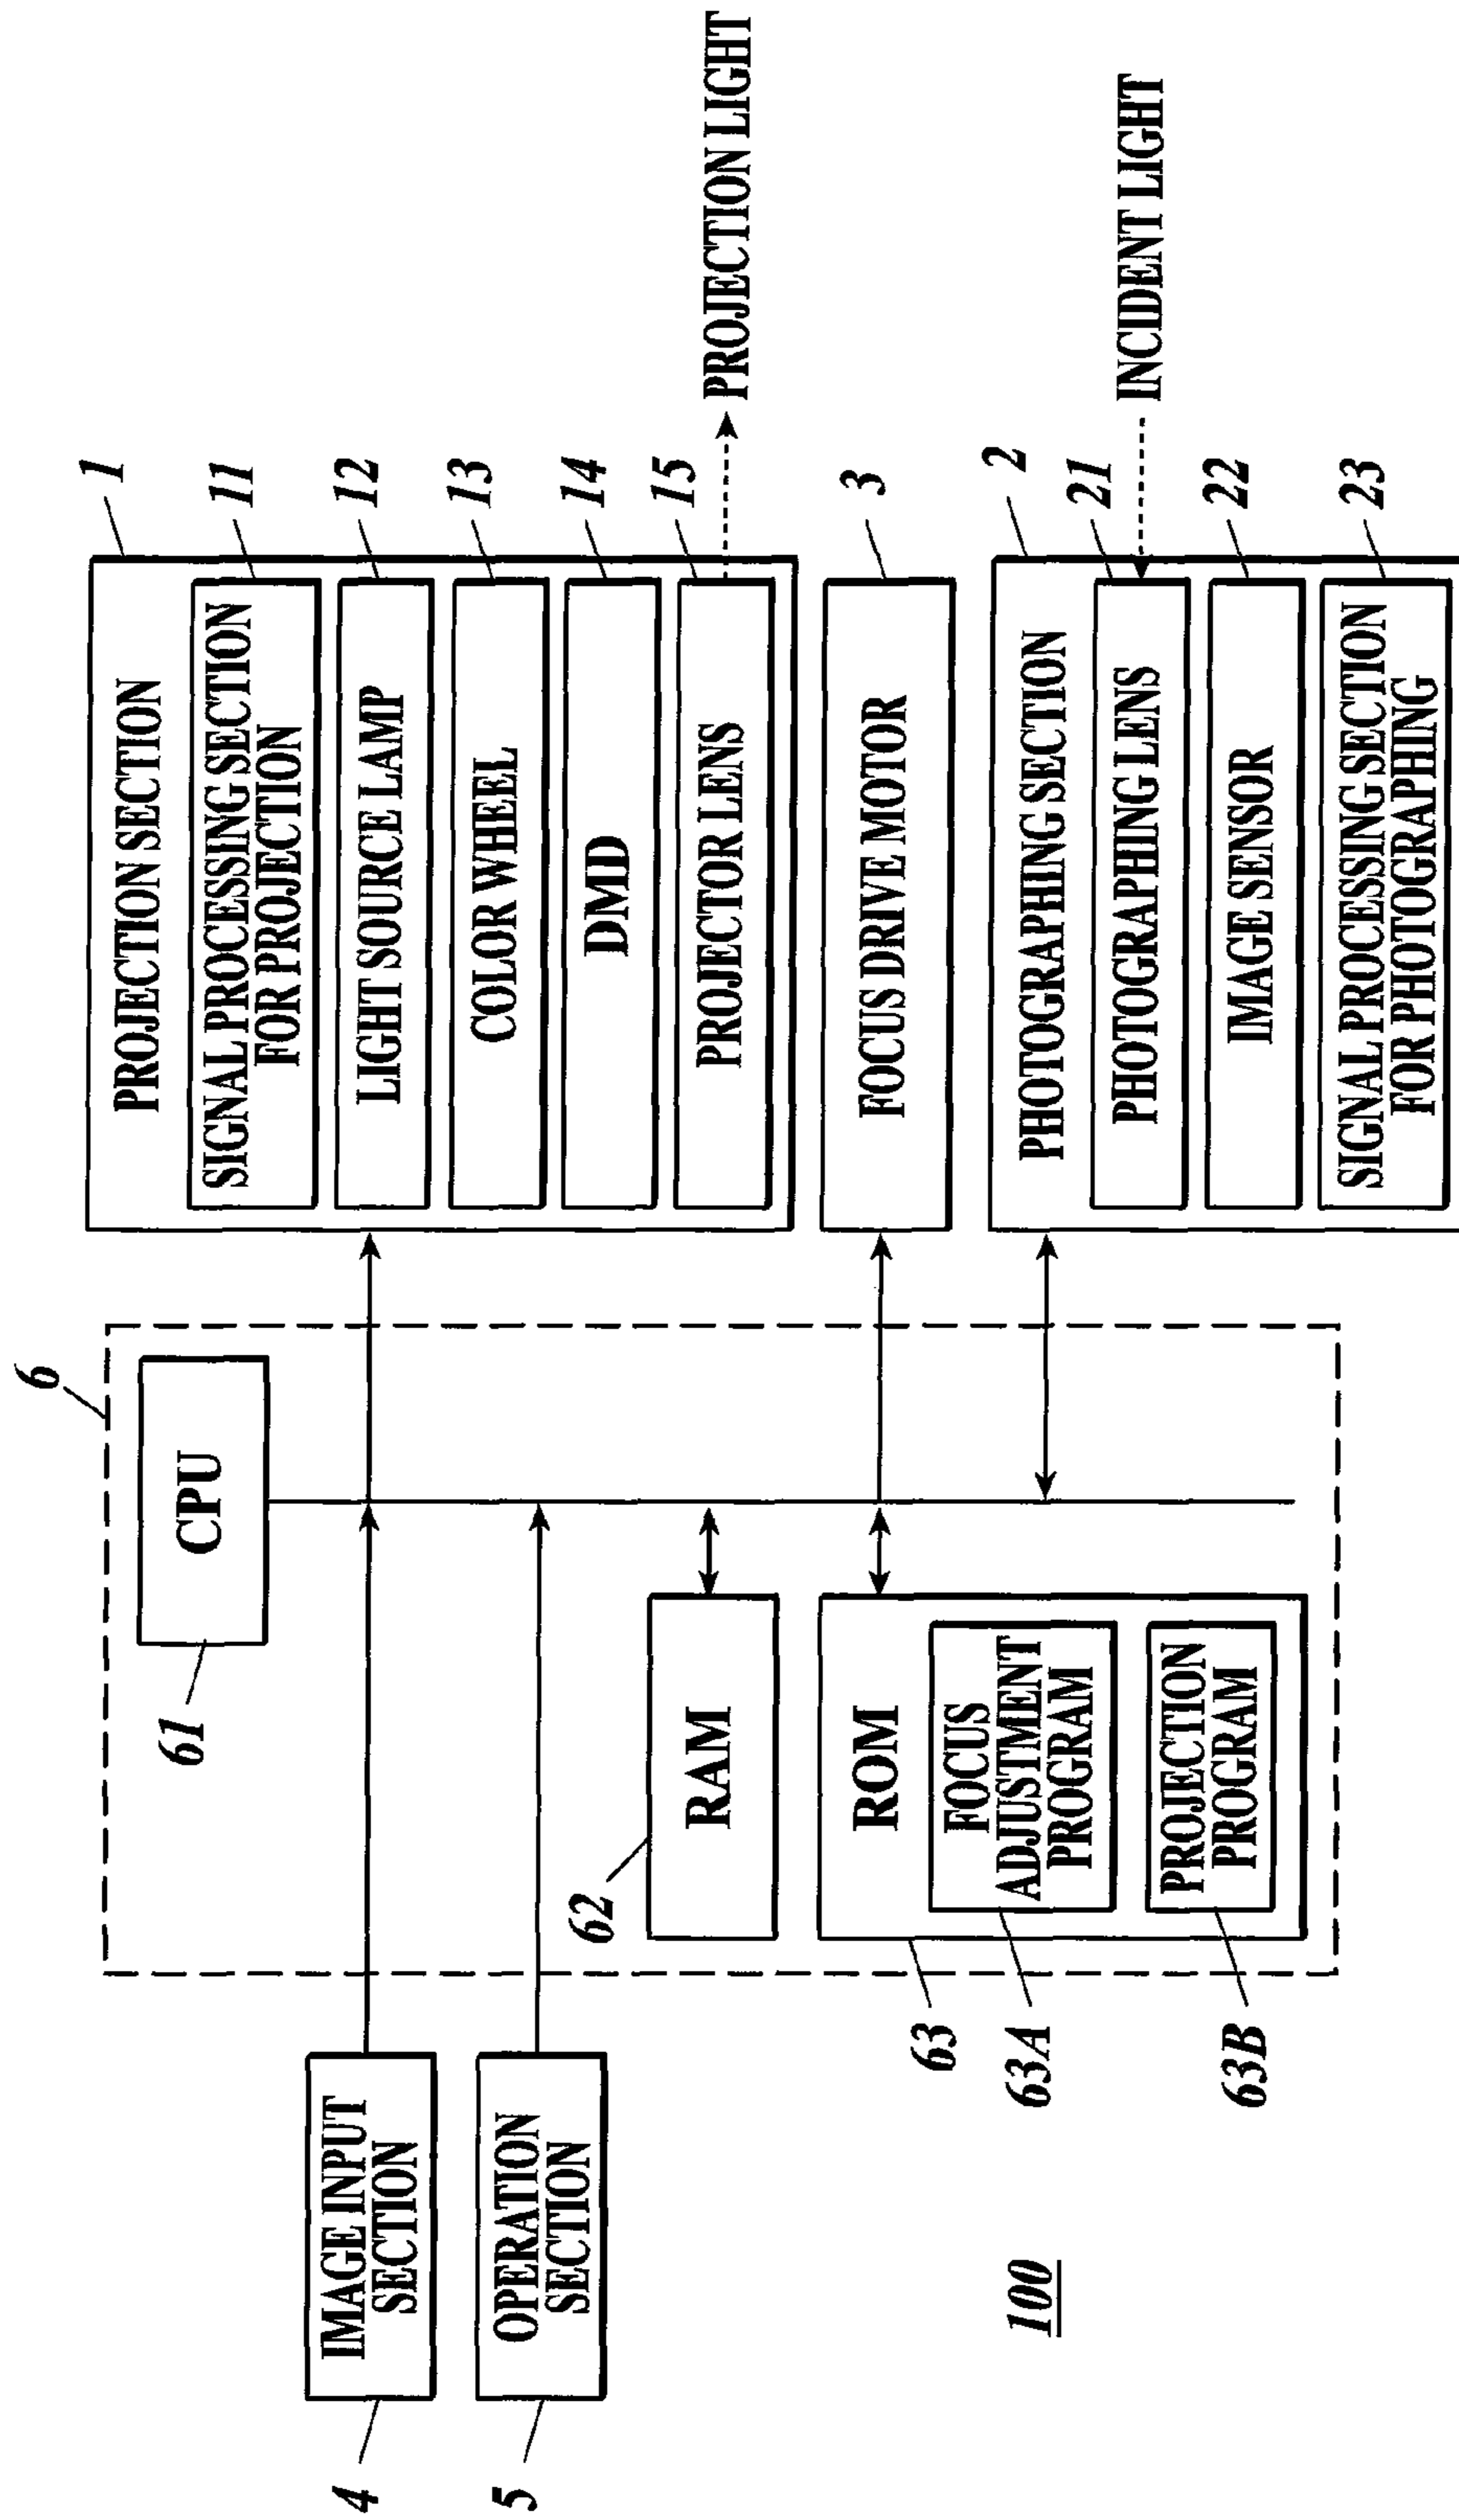 100
4
IMAGE INPUT
SECTION
5
OPERATION
SECTION
6
61
CPU
62
RAM
63
ROM
63A
FOCUS
ADJUSTMENT
PROGRAM
63B
PROJECTION
PROGRAM
1
PROJECTION SECTION
11
SIGNAL PROCESSING SECTION
FOR PROJECTION
12
LIGHT SOURCE LAMP
13
COLOR WHEEL
14
DMD
15
PROJECTOR LENS
PROJECTION LIGHT
3
FOCUS DRIVE MOTOR
2
PHOTOGRAPHING SECTION
21
PHOTOGRAPHING LENS
INCIDENT LIGHT
22
IMAGE SENSOR
23
SIGNAL PROCESSING SECTION
FOR PHOTOGRAPHING